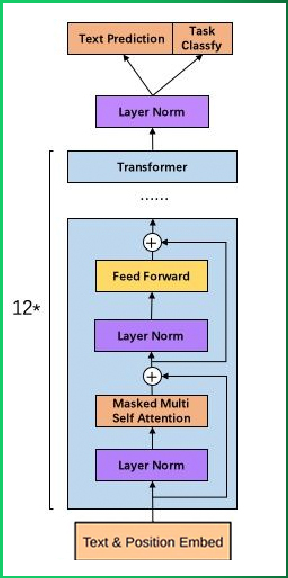 Text Prediction
Task
Classfy
Layer Norm
Transformer
......
Feed Forward
12*
Layer Norm
Masked Multi
Self Attention
Layer Norm
Text & Position Embed